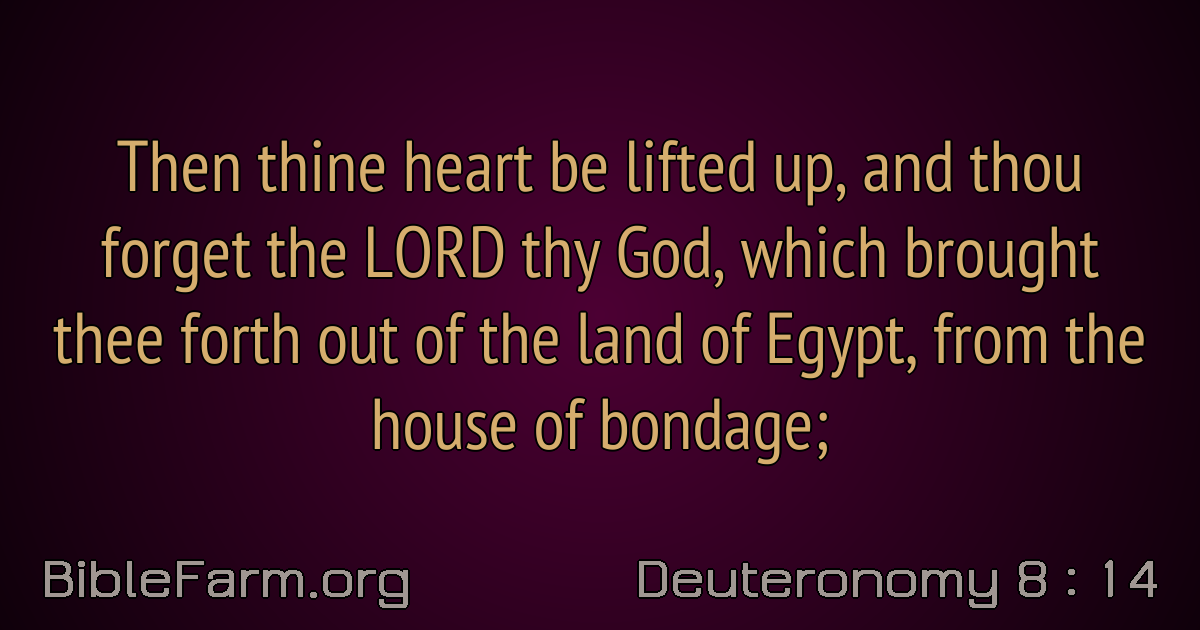 Then thine heart be lifted up, and thou
forget the LORD thy God, which brought
thee forth out of the land of Egypt, from the
house of bondage;
BibleFarm.org
Deuteronomy 8 : 14